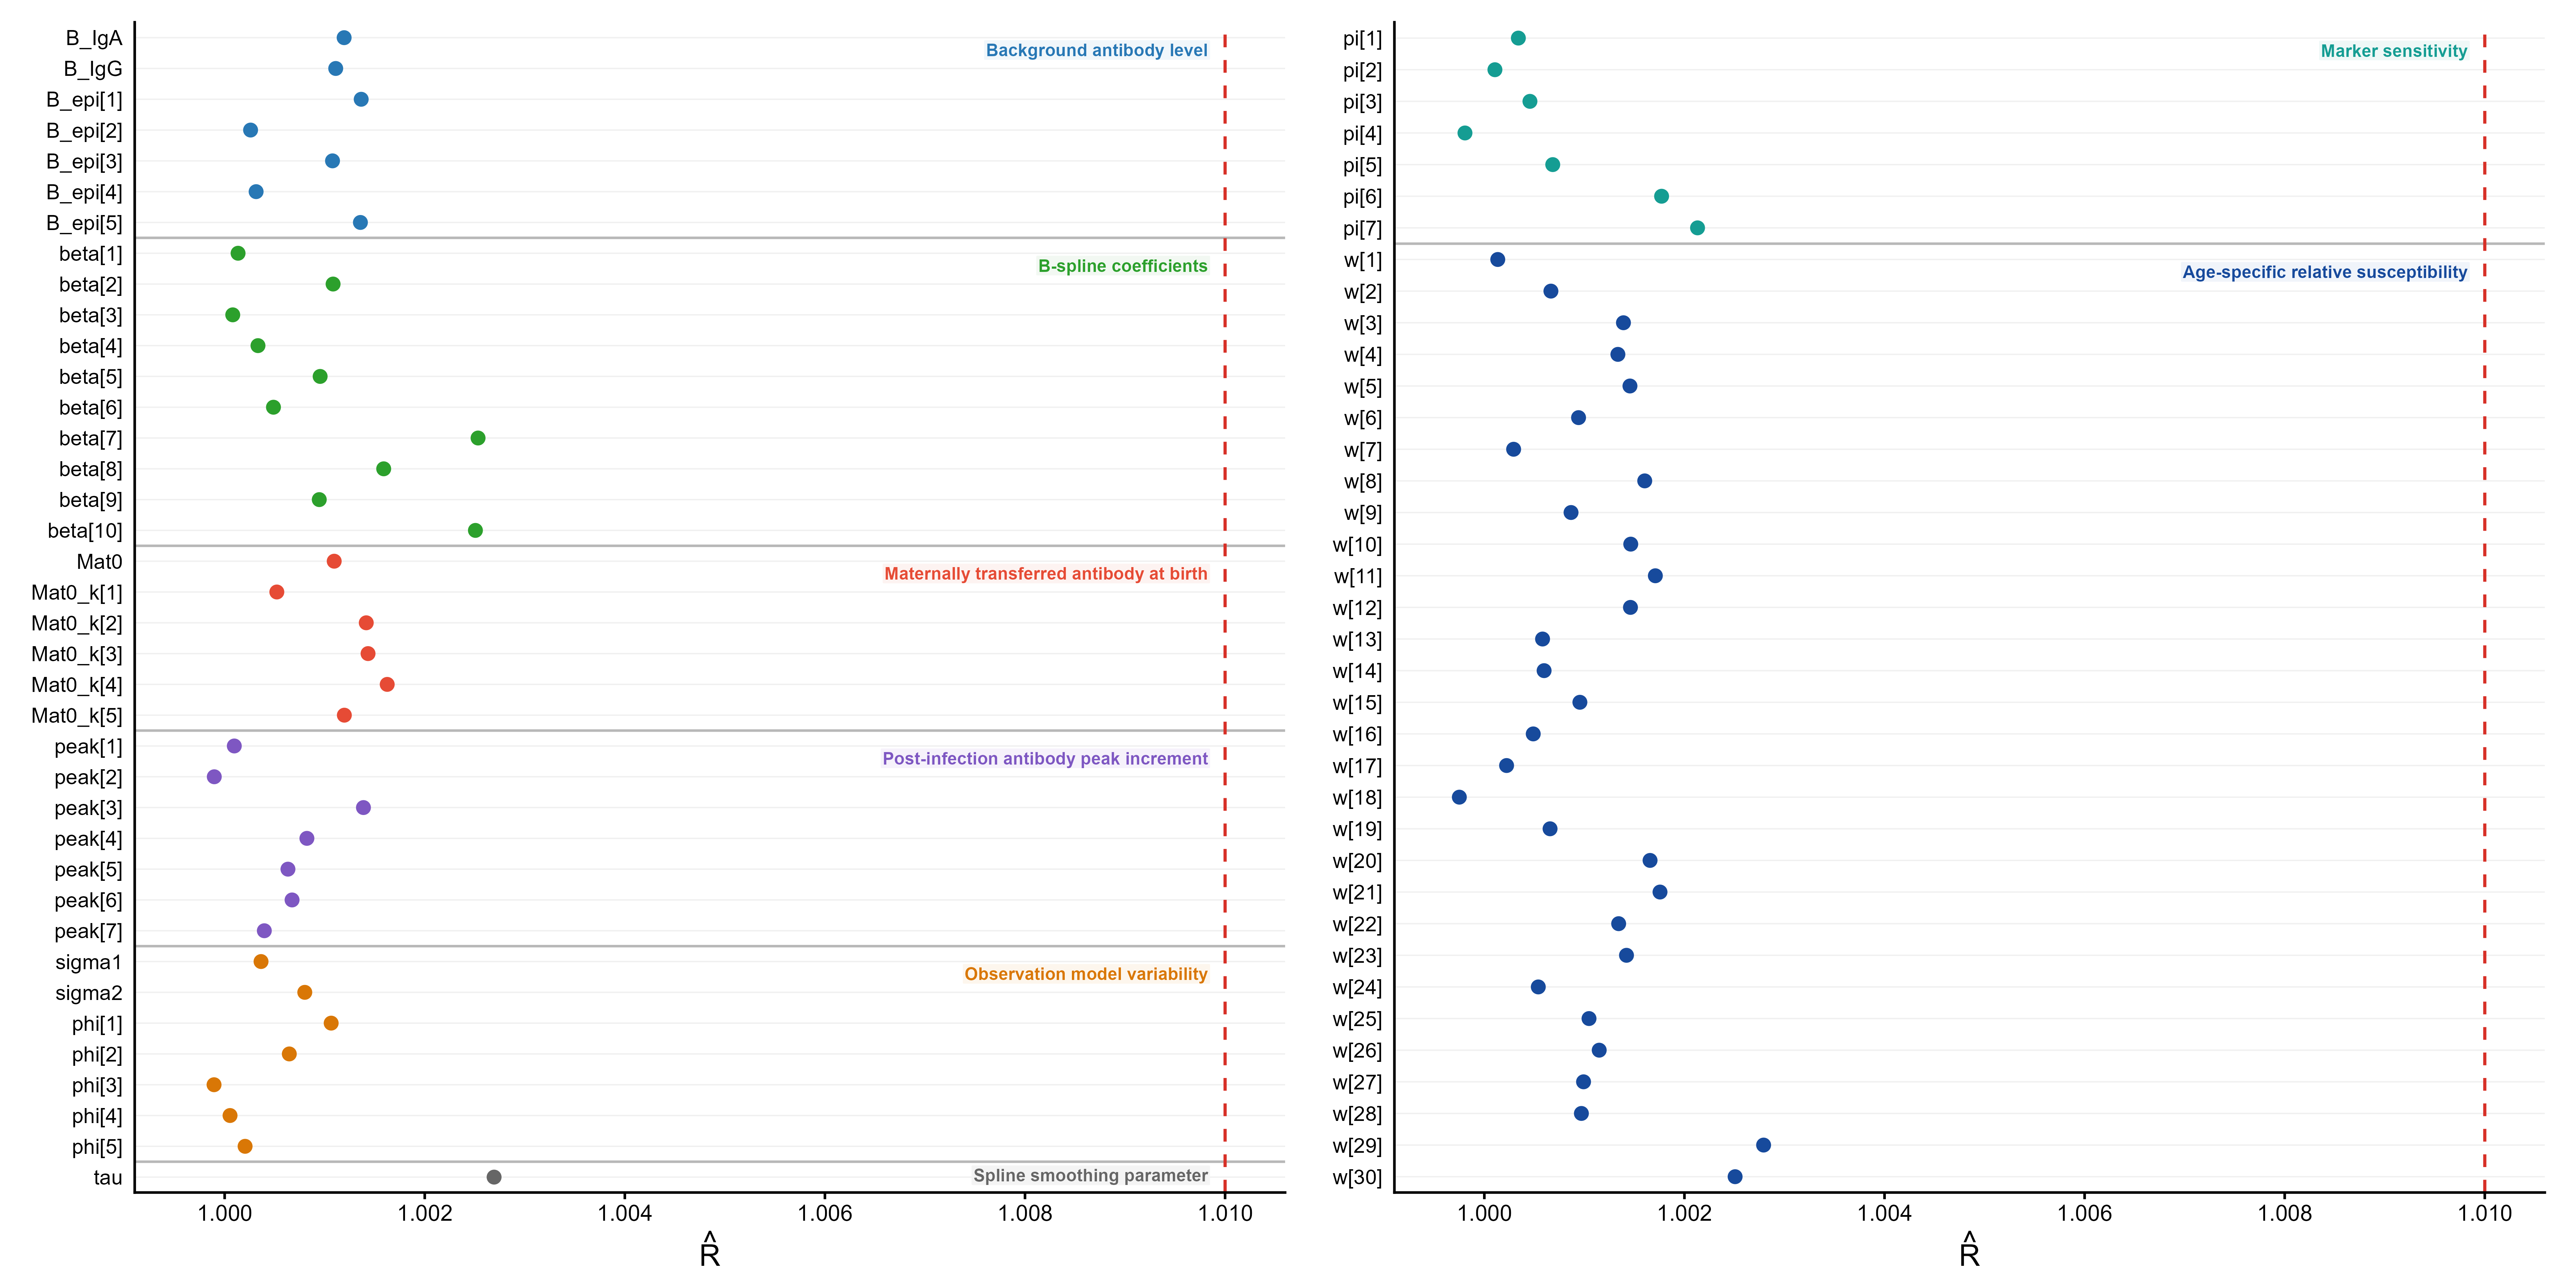 B_IgA
B_IgG
B_epi[1]
B_epi[2]
B_epi[3]
B_epi[4]
B_epi[5]
beta[1]
beta[2]
beta[3]
beta[4]
beta[5]
beta[6]
beta[7]
beta[8]
beta[9]
beta[10]
Mat0
Mat0_k[1]
Mat0_k[2]
Mat0_k[3]
Mat0_k[4]
Mat0_k[5]
peak[1]
peak[2]
peak[3]
peak[4]
peak[5]
peak[6]
peak[7]
sigma1
sigma2
phi[1]
phi[2]
phi[3]
phi[4]
phi[5]
tau
Background antibody level
B-spline coefficients
Maternally transferred antibody at birth
Post-infection antibody peak increment
Observation model variability
Spline smoothing parameter
1.000 1.002 1.004 1.006 1.008 1.010
R̂
pi[1]
pi[2]
pi[3]
pi[4]
pi[5]
pi[6]
pi[7]
w[1]
w[2]
w[3]
w[4]
w[5]
w[6]
w[7]
w[8]
w[9]
w[10]
w[11]
w[12]
w[13]
w[14]
w[15]
w[16]
w[17]
w[18]
w[19]
w[20]
w[21]
w[22]
w[23]
w[24]
w[25]
w[26]
w[27]
w[28]
w[29]
w[30]
Marker sensitivity
Age-specific relative susceptibility
1.000 1.002 1.004 1.006 1.008 1.010
R̂